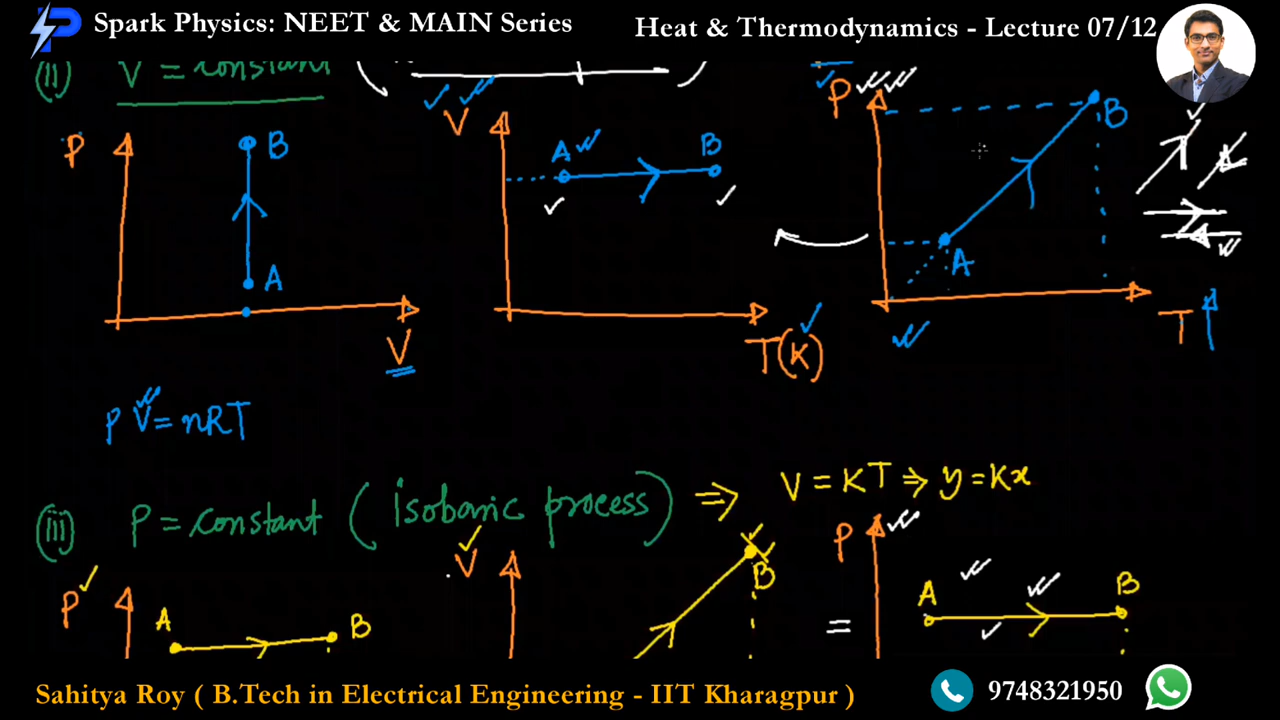 Spark Physics: NEET & MAIN Series
Heat & Thermodynamics - Lecture 07/12
(II) V = constant
P
B
A
V
V
A
B
T(K)
P
B
A
T
PV = nRT
(III) P = constant (isobaric process) ⇒ V = KT ⇒ y = Kx
P
A
B
V
B
P
A
B
=
Sahitya Roy ( B.Tech in Electrical Engineering - IIT Kharagpur )
9748321950